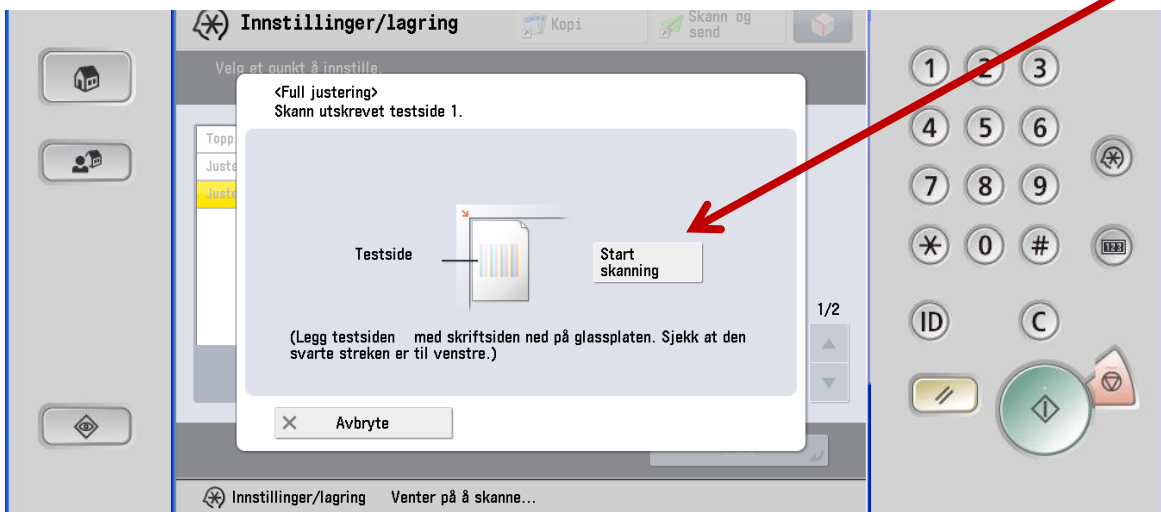 Innstillinger/lagring
Kopi
Skann og
send
Velg et punkt å innstille.
<Full justering>
Skann utskrevet testside 1.
Topp
Juste
Juste
Testside
Start
skanning
1/2
(Legg testsiden med skriftsiden ned på glassplaten. Sjekk at den
svarte streken er til venstre.)
Avbryte
Innstillinger/lagring Venter på å skanne...
1 2 3
4 5 6
7 8 9
* 0 #
123
ID C